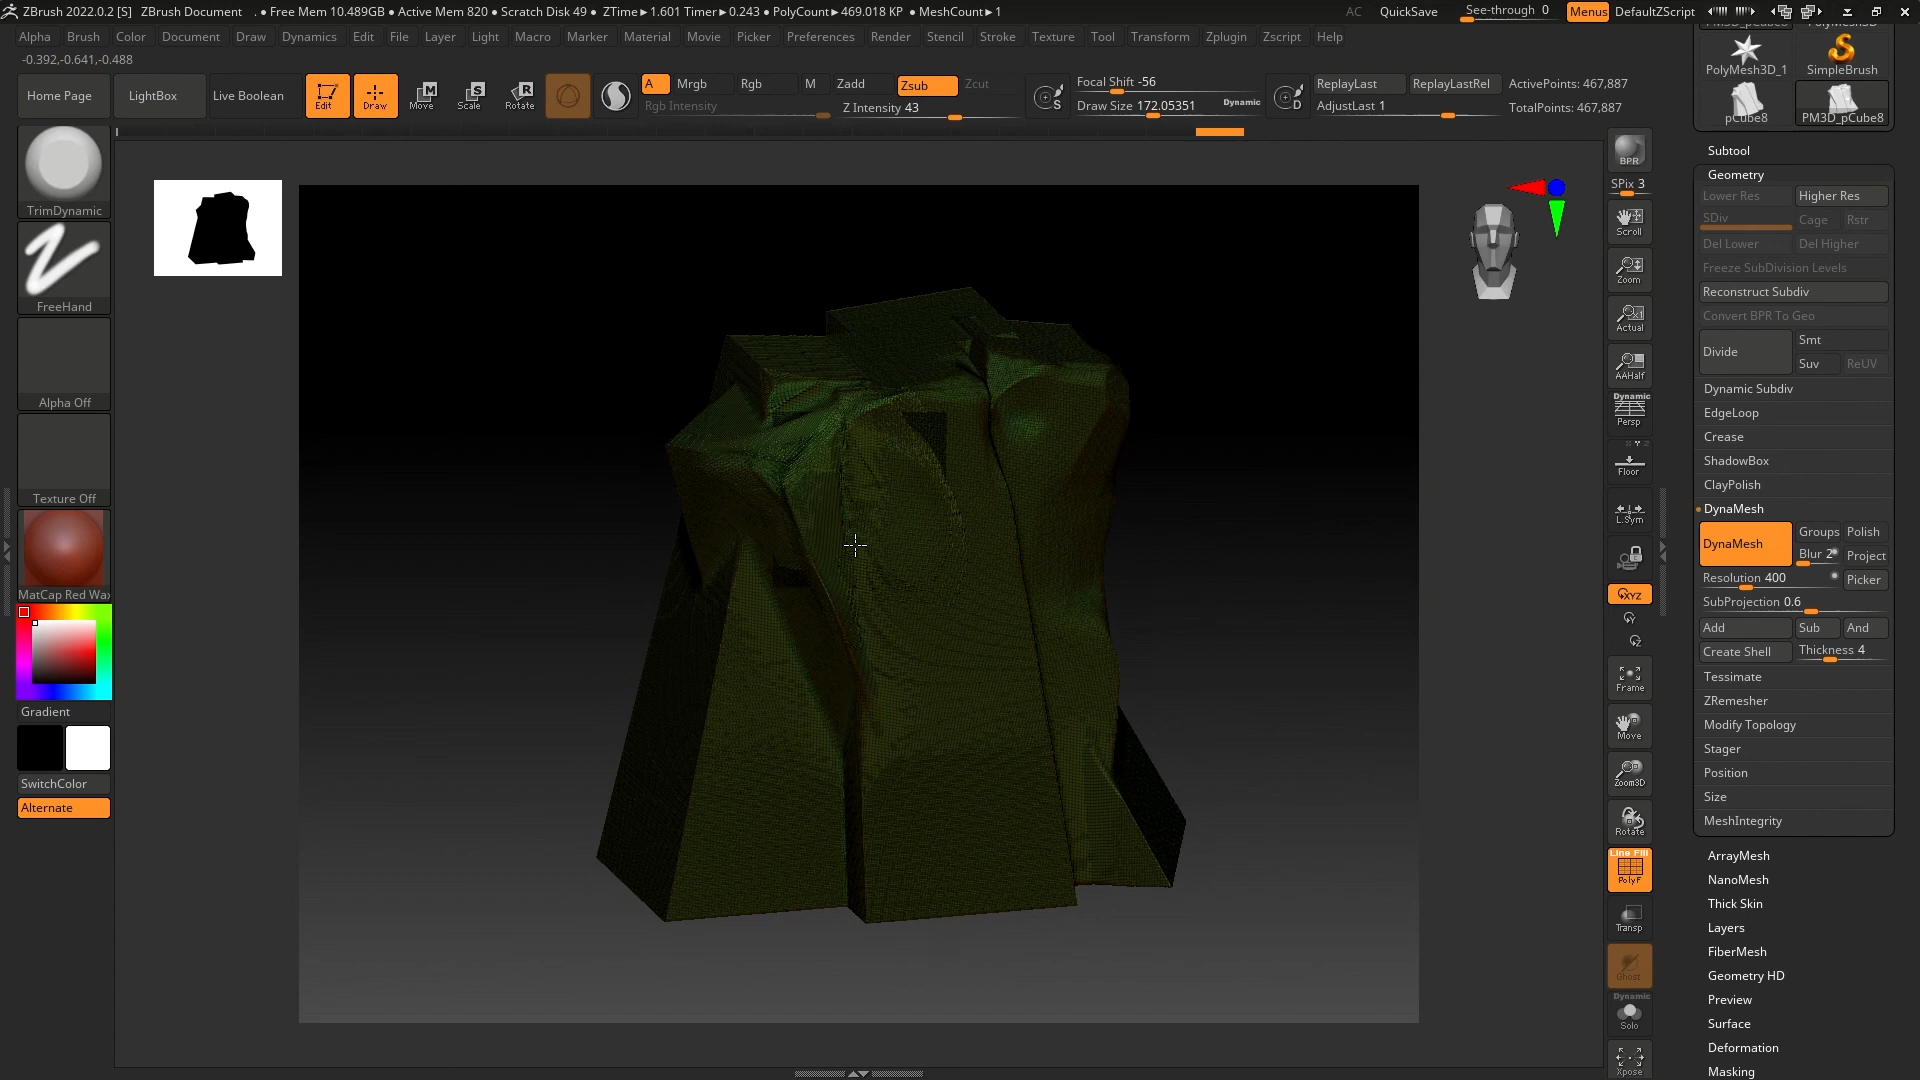 ZBrush 2022.0.2 [S] ZBrush Document . • Free Mem 10.489GB • Active Mem 820 • Scratch Disk 49 • ZTime►1.601 Timer►0.243 • PolyCount►469.018 KP • MeshCount►1 AC QuickSave See-through 0 Menus DefaultZScript
Alpha Brush Color Document Draw Dynamics Edit File Layer Light Macro Marker Material Movie Picker Preferences Render Stencil Stroke Texture Tool Transform Zplugin Zscript Help
-0.392,-0.641,-0.488
Home Page LightBox Live Boolean Edit Draw Move Scale Rotate
A Mrgb Rgb M Zadd Zsub Zcut
Rgb Intensity Z Intensity 43
Focal Shift -56
Draw Size 172.05351 Dynamic
ReplayLast ReplayLastRel ActivePoints: 467,887
AdjustLast 1 TotalPoints: 467,887
TrimDynamic
FreeHand
Alpha Off
Texture Off
MatCap Red Wax
Gradient
SwitchColor
Alternate
BPR
SPix 3
Scroll
Zoom
Actual
AAHalf
Dynamic
Persp
Floor
L.Sym
XYZ
Y
Z
Frame
Move
Zoom3D
Rotate
Line Fill
PolyF
Transp
Ghost
Dynamic
Solo
Xpose
PolyMesh3D_1 SimpleBrush
pCube8 PM3D_pCube8
Subtool
Geometry
Lower Res Higher Res
SDiv Cage Rstr
Del Lower Del Higher
Freeze SubDivision Levels
Reconstruct Subdiv
Convert BPR To Geo
Divide Smt
Suv ReUV
Dynamic Subdiv
EdgeLoop
Crease
ShadowBox
ClayPolish
DynaMesh
DynaMesh Groups Polish
Blur 2 Project
Resolution 400 Picker
SubProjection 0.6
Add Sub And
Create Shell Thickness 4
Tessimate
ZRemesher
Modify Topology
Stager
Position
Size
MeshIntegrity
ArrayMesh
NanoMesh
Thick Skin
Layers
FiberMesh
Geometry HD
Preview
Surface
Deformation
Masking